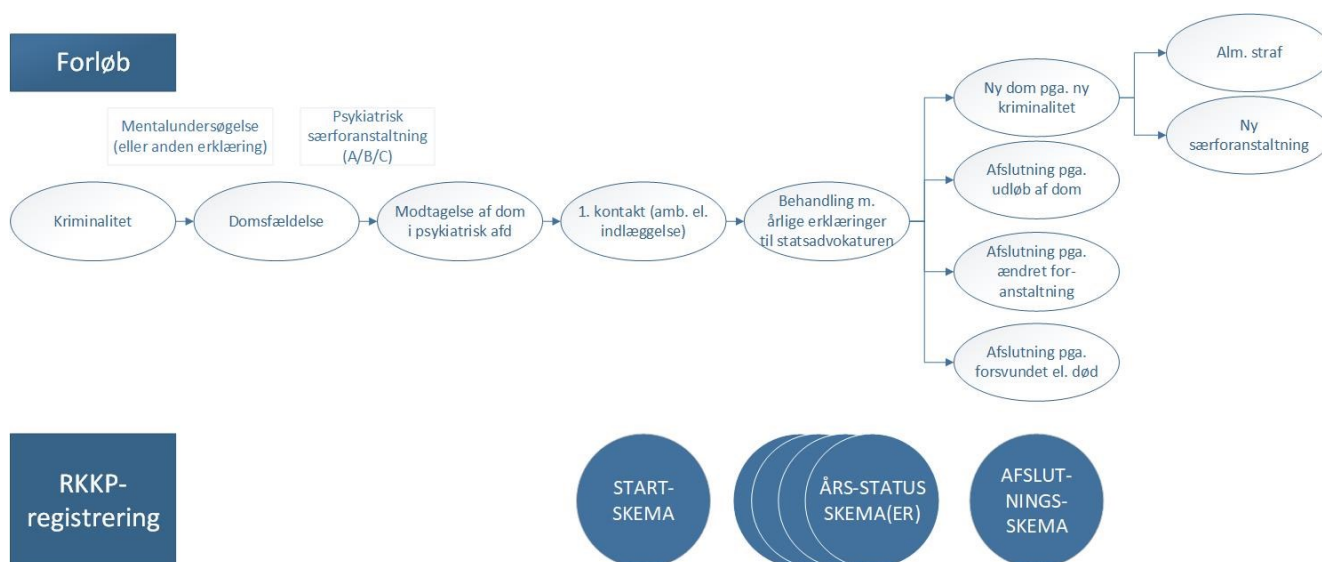 Forløb
Mentalundersøgelse
(eller anden erklæring)
Psykiatrisk
særforanstaltning
(A/B/C)
Kriminalitet
Domsfældelse
Modtagelse af dom
i psykiatrisk afd
1. kontakt (amb. el.
indlæggelse)
Behandling m.
årlige erklæringer
til statsadvokaturen
Ny dom pga. ny
kriminalitet
Alm. straf
Ny
særforanstaltning
Afslutning pga.
udløb af dom
Afslutning pga.
ændret for-
anstaltning
Afslutning pga.
forsvundet el. død
RKKP-
registrering
START-
SKEMA
ÅRS-STATUS
SKEMA(ER)
AFSLUT-
NINGS-
SKEMA